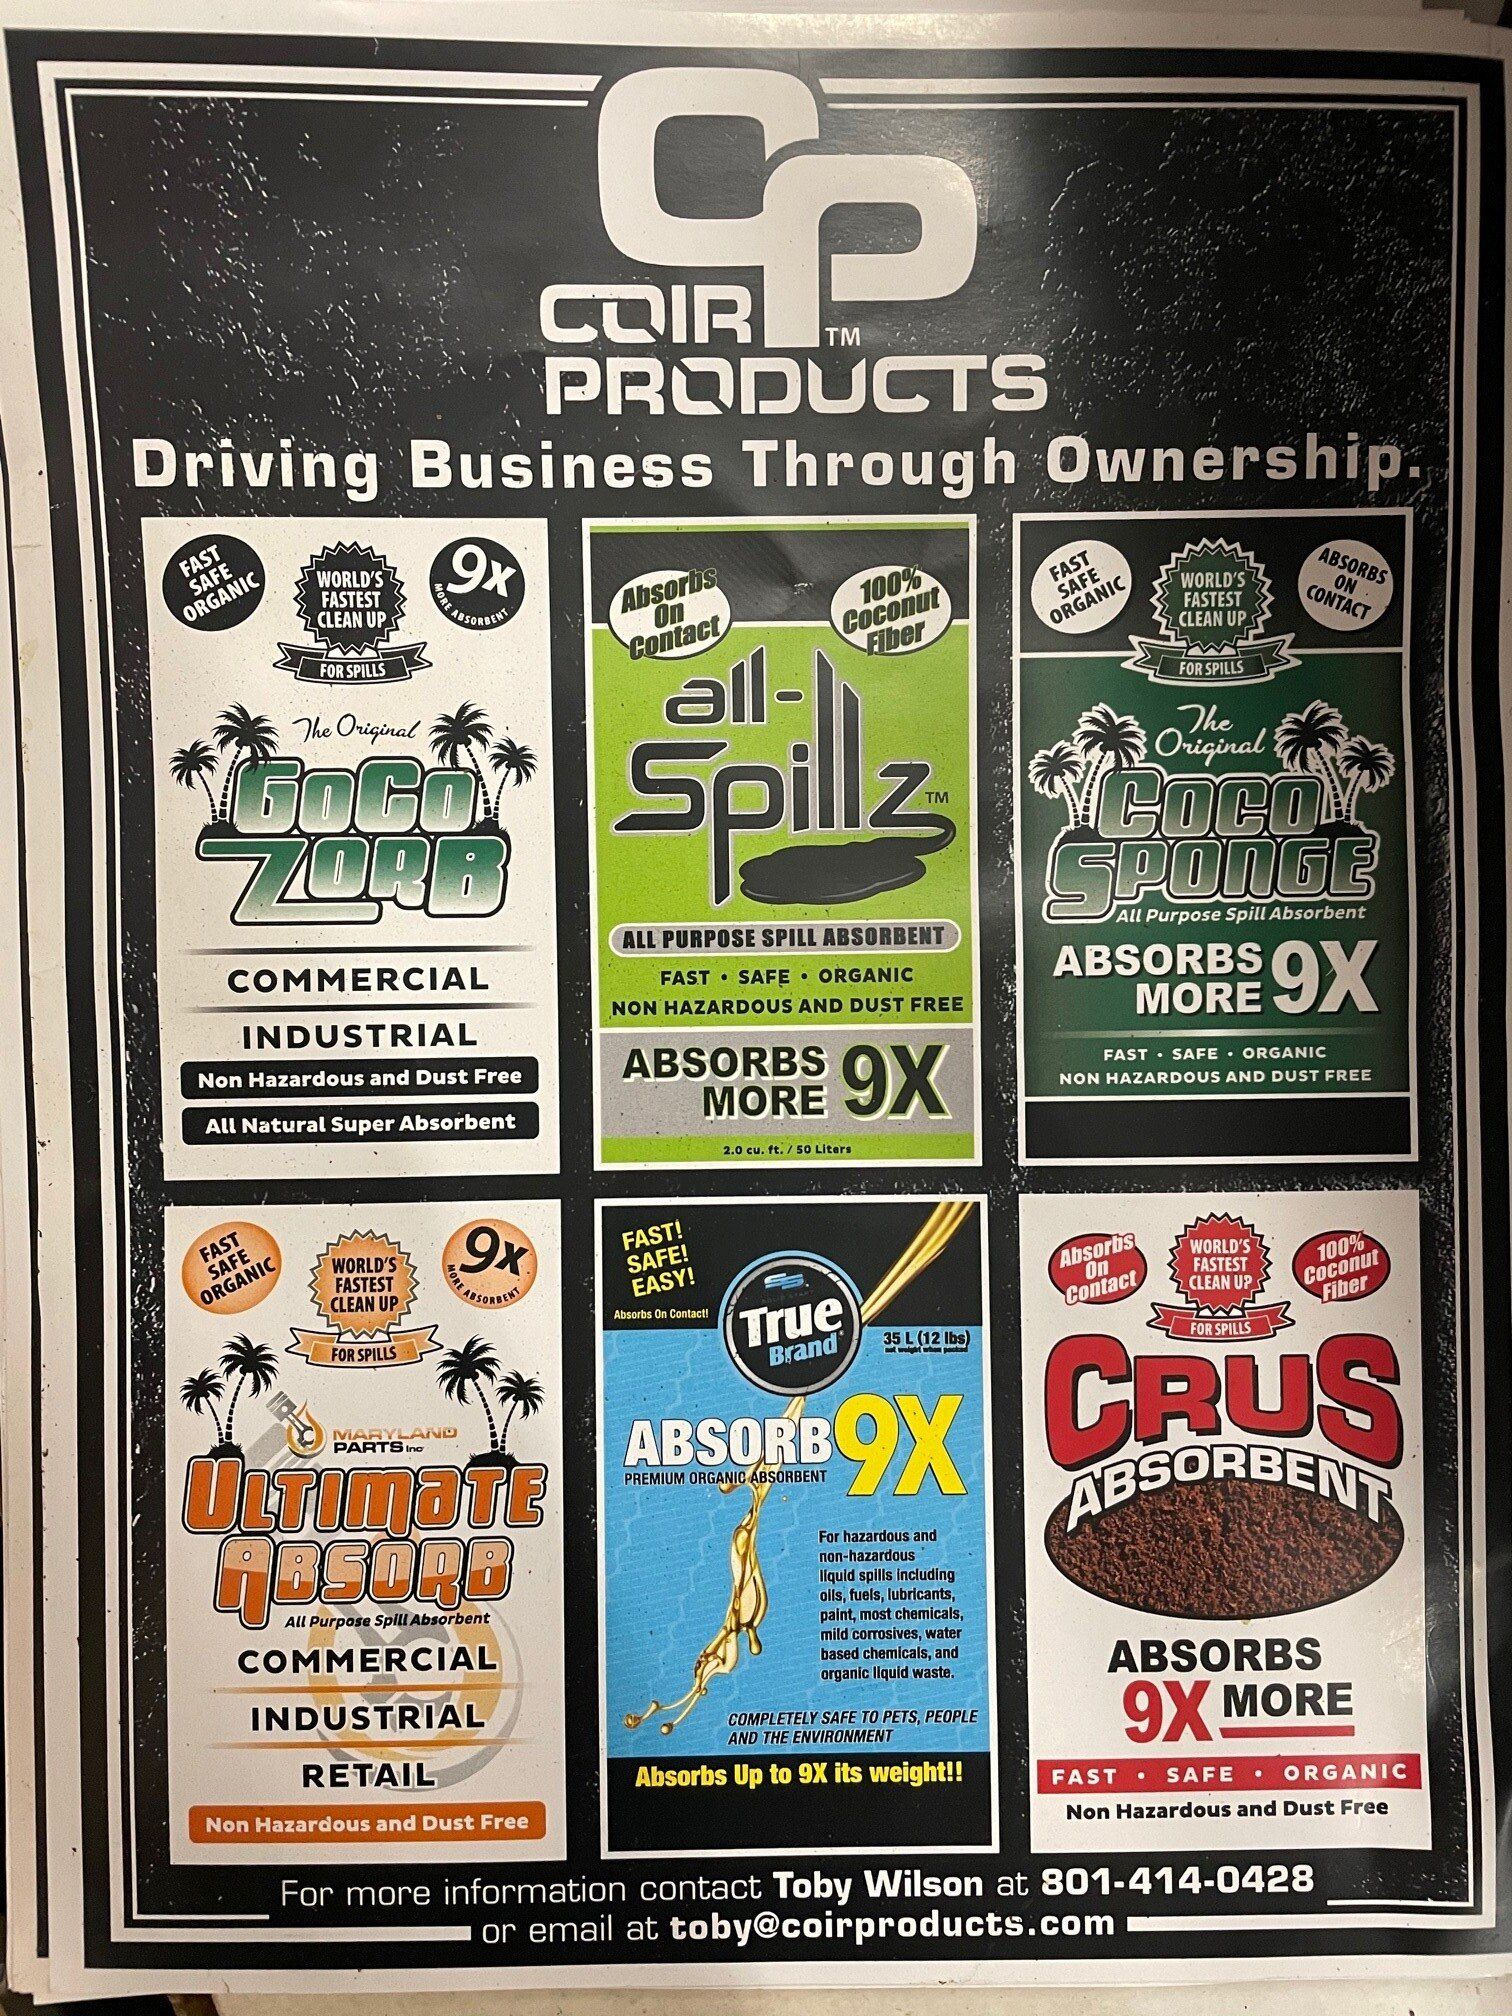 CP
COIR
PRODUCTS™
Driving Business Through Ownership.
FAST
SAFE
ORGANIC
WORLD'S
FASTEST
CLEAN UP
FOR SPILLS
9X
MORE ABSORBENT
The Original
GOCO
ZORB
COMMERCIAL
INDUSTRIAL
Non Hazardous and Dust Free
All Natural Super Absorbent
Absorbs
On
Contact
100%
Coconut
Fiber
all-
Spillz™
ALL PURPOSE SPILL ABSORBENT
FAST • SAFE • ORGANIC
NON HAZARDOUS AND DUST FREE
ABSORBS
MORE 9X
2.0 cu. ft. / 50 Liters
FAST
SAFE
ORGANIC
WORLD'S
FASTEST
CLEAN UP
FOR SPILLS
ABSORBS
ON
CONTACT
The
Original
COCO
SPONGE
All Purpose Spill Absorbent
ABSORBS
MORE 9X
FAST • SAFE • ORGANIC
NON HAZARDOUS AND DUST FREE
FAST
SAFE
ORGANIC
WORLD'S
FASTEST
CLEAN UP
FOR SPILLS
9X
MORE ABSORBENT
MARYLAND
PARTS Inc
ULTIMATE
ABSORB
All Purpose Spill Absorbent
COMMERCIAL
INDUSTRIAL
RETAIL
Non Hazardous and Dust Free
FAST!
SAFE!
EASY!
Absorbs On Contact!
True
Brand
35 L (12 lbs)
net weight when packed
ABSORB 9X
PREMIUM ORGANIC ABSORBENT
For hazardous and
non-hazardous
liquid spills including
oils, fuels, lubricants,
paint, most chemicals,
mild corrosives, water
based chemicals, and
organic liquid waste.
COMPLETELY SAFE TO PETS, PEOPLE
AND THE ENVIRONMENT
Absorbs Up to 9X its weight!!
Absorbs
On
Contact
WORLD'S
FASTEST
CLEAN UP
FOR SPILLS
100%
Coconut
Fiber
CRUS
ABSORBENT
ABSORBS
9X MORE
FAST • SAFE • ORGANIC
Non Hazardous and Dust Free
For more information contact Toby Wilson at 801-414-0428
or email at toby@coirproducts.com